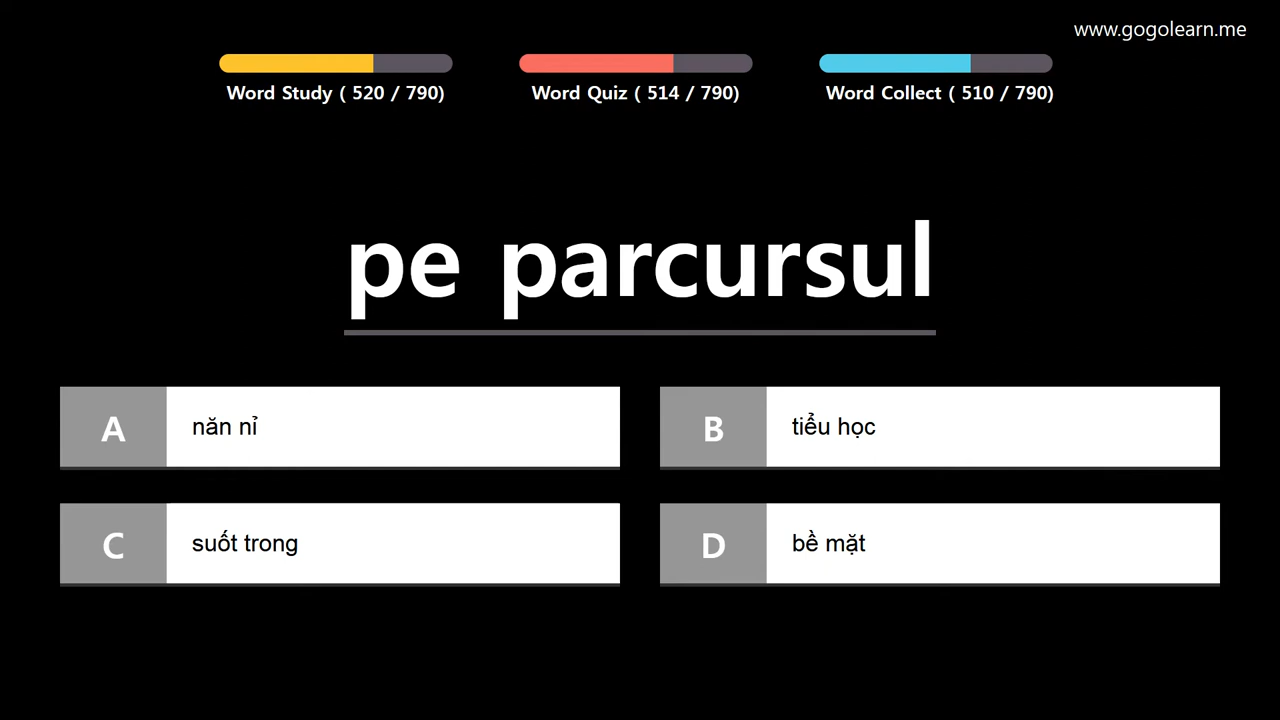 www.gogolearn.me
Word Study ( 520 / 790)
Word Quiz ( 514 / 790)
Word Collect ( 510 / 790)
pe parcursul
A
năn nỉ
B
tiểu học
C
suốt trong
D
bề mặt